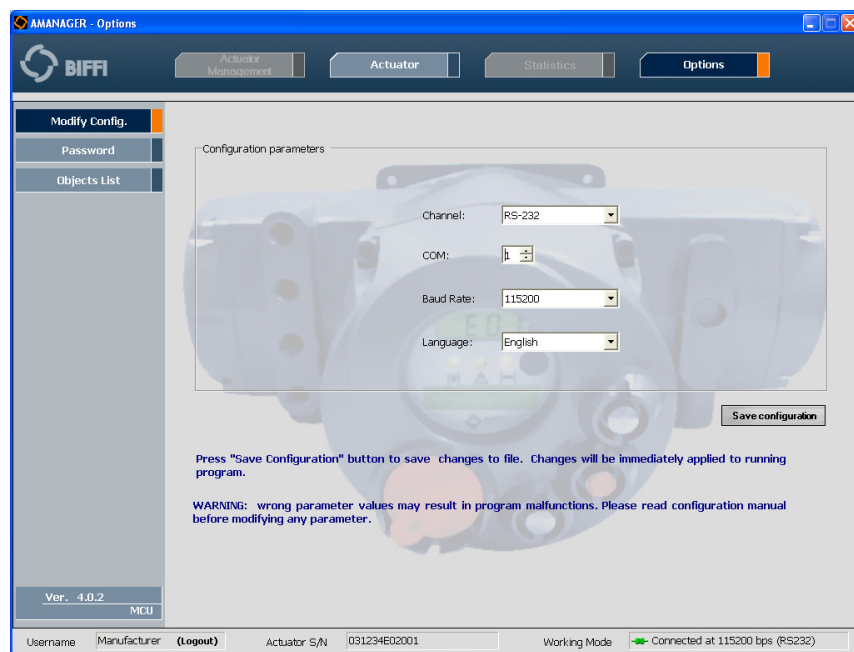 AMANAGER - Options
BIFFI
Actuator
Management
Actuator
Statistics
Options
Modify Config.
Password
Objects List
Configuration parameters
Channel: RS-232
COM: 1
Baud Rate: 115200
Language: English
Save configuration
Press "Save Configuration" button to save changes to file. Changes will be immediately applied to running
program.
WARNING: wrong parameter values may result in program malfunctions. Please read configuration manual
before modifying any parameter.
Ver. 4.0.2
MCU
Username Manufacturer (Logout) Actuator S/N 031234E02001 Working Mode Connected at 115200 bps (RS232)